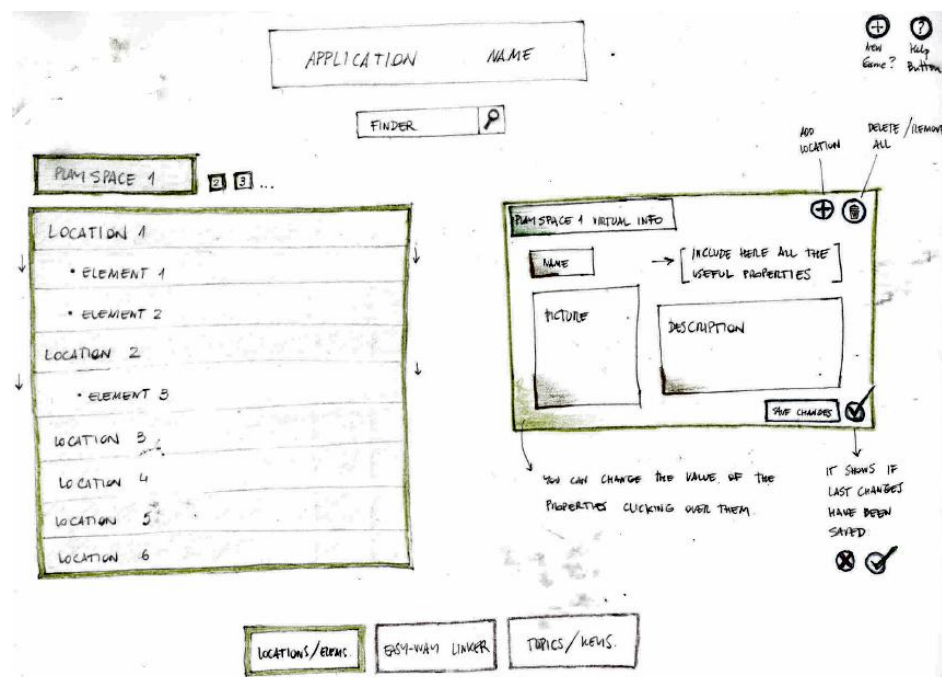 APPLICATION NAME
New Game?
Help Button
FINDER
ADD LOCATION
DELETE/REMOVE ALL
PLAY SPACE 1
2 3 ...
LOCATION 1
• ELEMENT 1
• ELEMENT 2
LOCATION 2
• ELEMENT 3
LOCATION 3
LOCATION 4
LOCATION 5
LOCATION 6
PLAY SPACE 1 VIRTUAL INFO
NAME
→ [INCLUDE HERE ALL THE
USEFUL PROPERTIES]
PICTURE
DESCRIPTION
SAVE CHANGES
YOU CAN CHANGE THE VALUE OF THE
PROPERTIES CLICKING OVER THEM.
IT SHOWS IF
LAST CHANGES
HAVE BEEN
SAVED
LOCATIONS/ELEMS.
EASY-WAY LINKER
TOPICS/